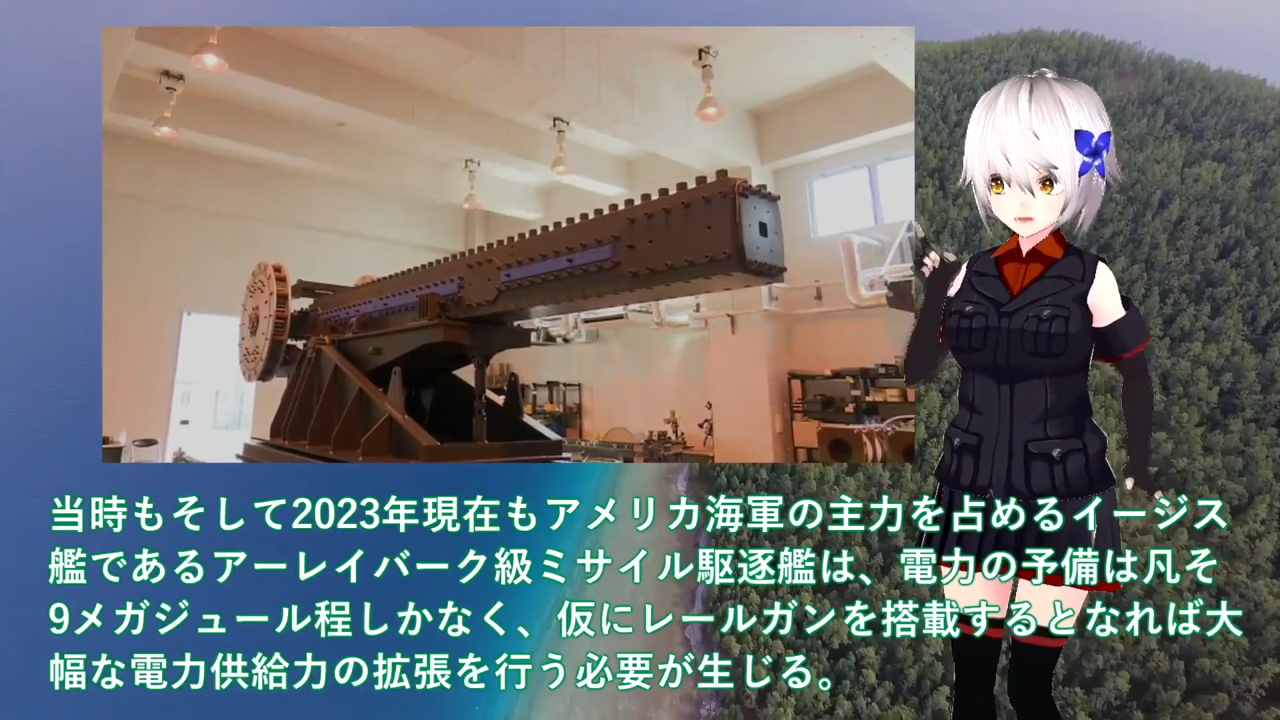 当時もそして2023年現在もアメリカ海軍の主力を占めるイージス
艦であるアーレイバーク級ミサイル駆逐艦は、電力の予備は凡そ
9メガジュール程しかなく、仮にレールガンを搭載するとなれば大
幅な電力供給力の拡張を行う必要が生じる。